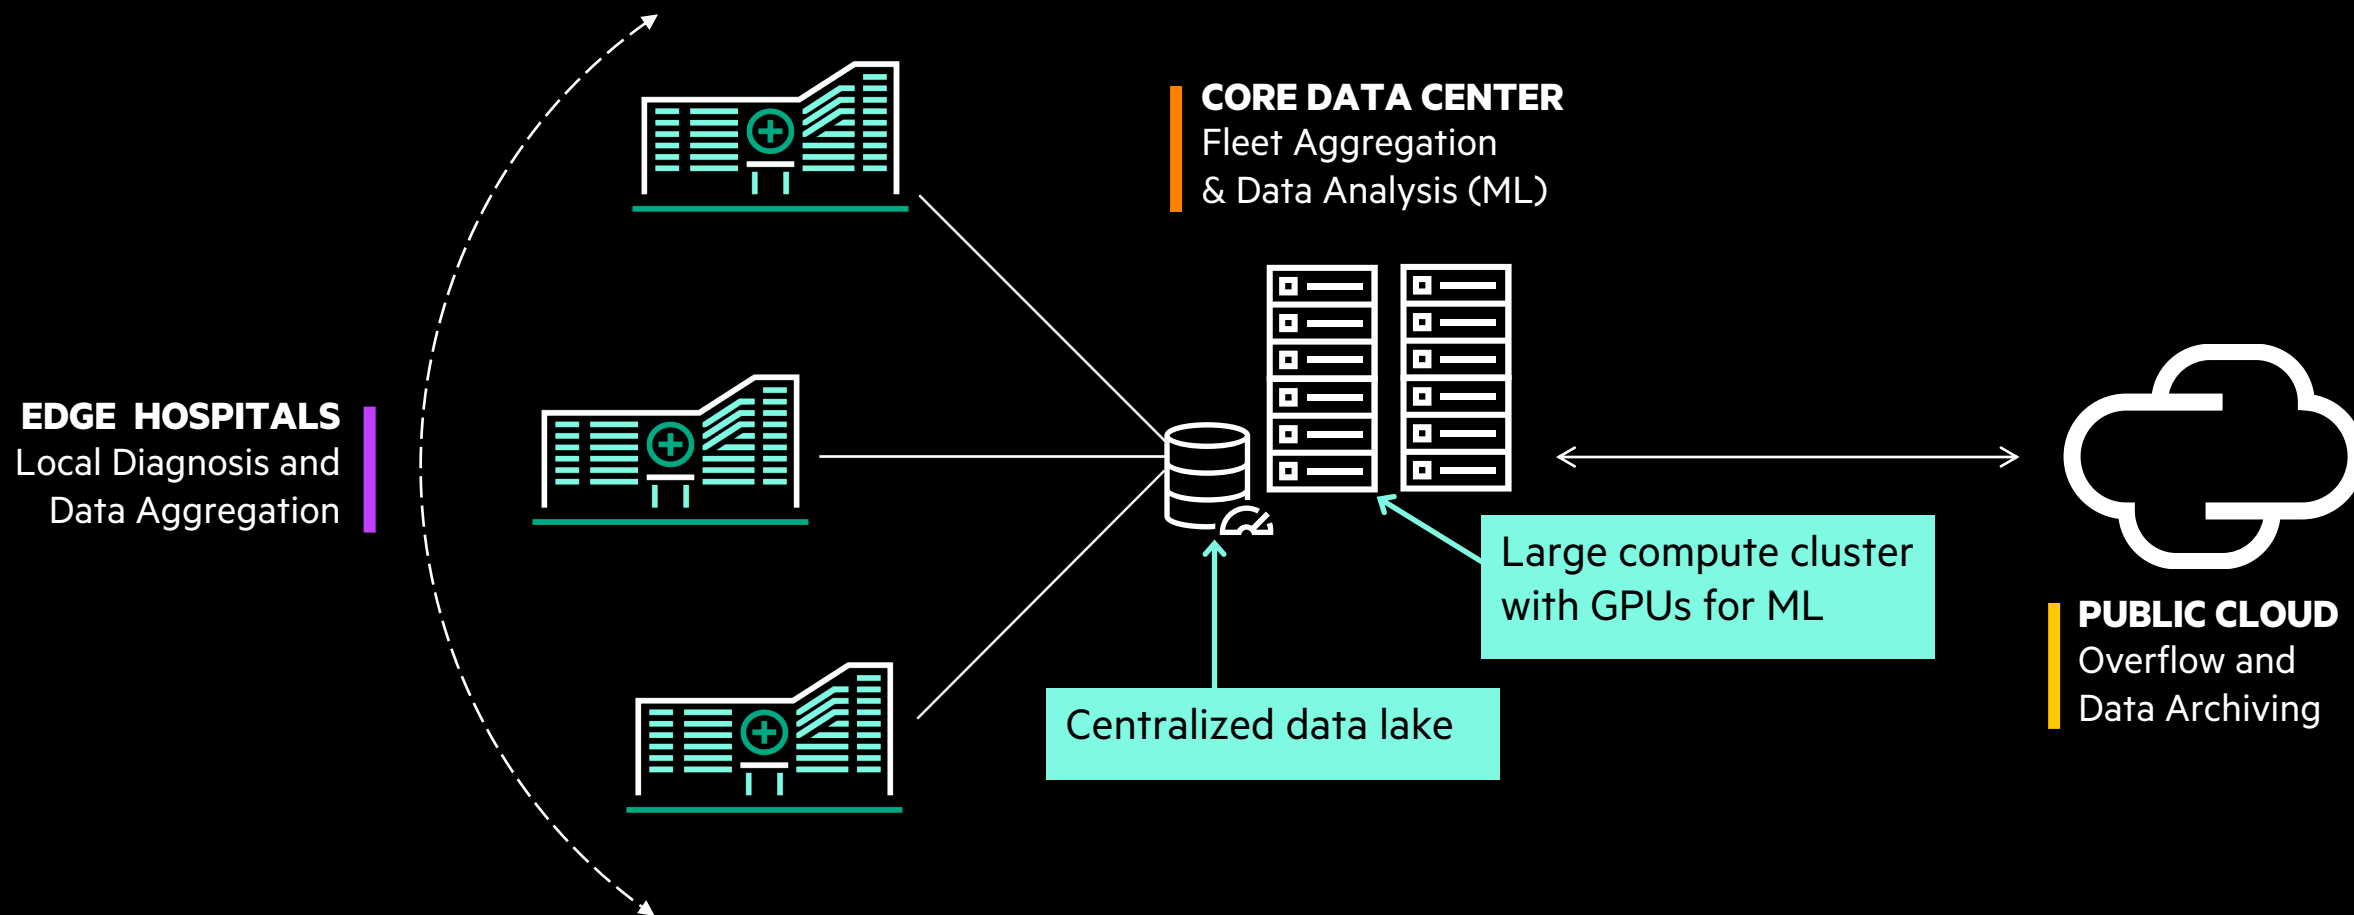 CORE DATA CENTER
Fleet Aggregation
& Data Analysis (ML)
EDGE HOSPITALS
Local Diagnosis and
Data Aggregation
Large compute cluster
with GPUs for ML
Centralized data lake
PUBLIC CLOUD
Overflow and
Data Archiving